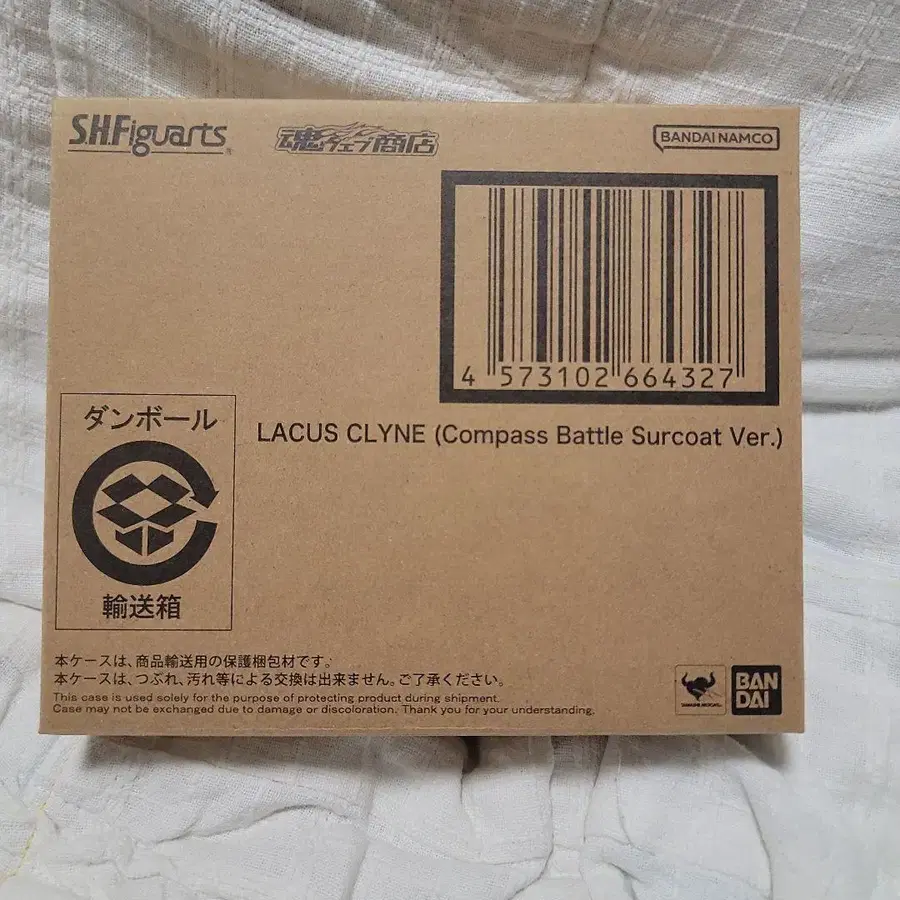 S.H.Figuarts
魂ウェブ商店
BANDAI NAMCO
4 573102 664327
LACUS CLYNE (Compass Battle Surcoat Ver.)
ダンボール
輸送箱
本ケースは、商品輸送用の保護梱包材です。
本ケースは、つぶれ、汚れ等による交換は出来ません。ご了承ください。
This case is used solely for the purpose of protecting product during shipment.
Case may not be exchanged due to damage or discoloration. Thank you for your understanding.
BAN
DAI